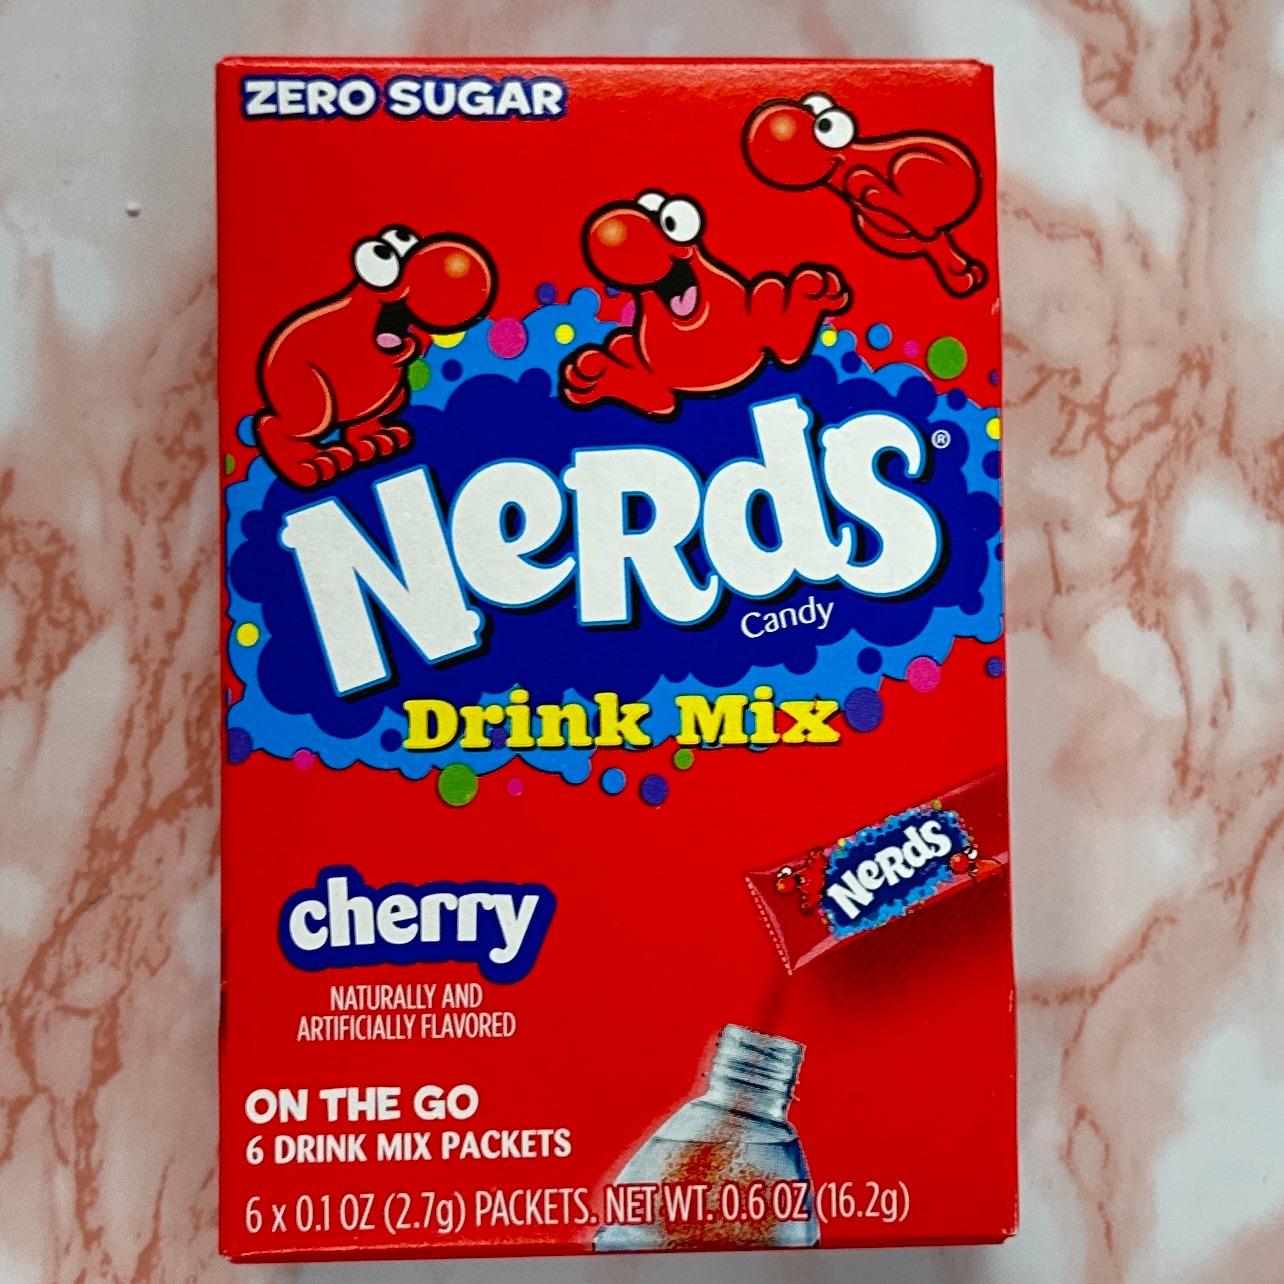 ZERO SUGAR
NeRdS®
Candy
Drink Mix
NeRdS
cherry
NATURALLY AND
ARTIFICIALLY FLAVORED
ON THE GO
6 DRINK MIX PACKETS
6 x 0.1 OZ (2.7g) PACKETS. NET WT. 0.6 OZ (16.2g)